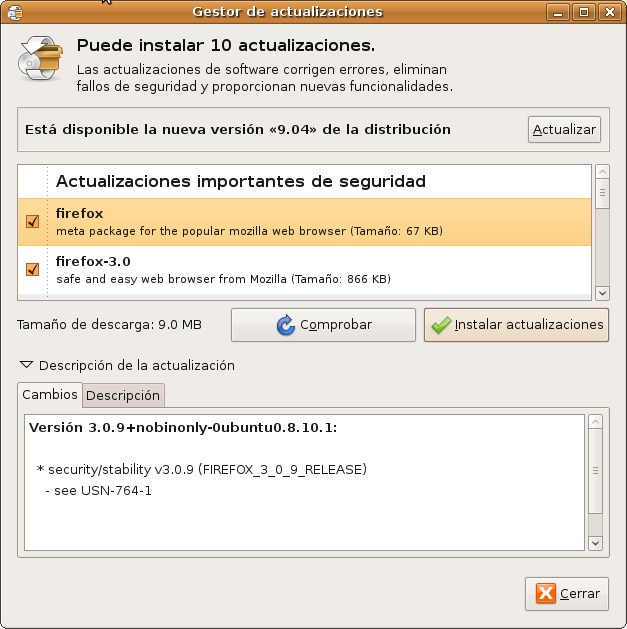 Gestor de actualizaciones
Puede instalar 10 actualizaciones.
Las actualizaciones de software corrigen errores, eliminan
fallos de seguridad y proporcionan nuevas funcionalidades.
Está disponible la nueva versión «9.04» de la distribución
Actualizar
Actualizaciones importantes de seguridad
firefox
meta package for the popular mozilla web browser (Tamaño: 67 KB)
firefox-3.0
safe and easy web browser from Mozilla (Tamaño: 866 KB)
Tamaño de descarga: 9.0 MB
Comprobar
Instalar actualizaciones
Descripción de la actualización
Cambios
Descripción
Versión 3.0.9+nobinonly-0ubuntu0.8.10.1:
* security/stability v3.0.9 (FIREFOX_3_0_9_RELEASE)
- see USN-764-1
Cerrar